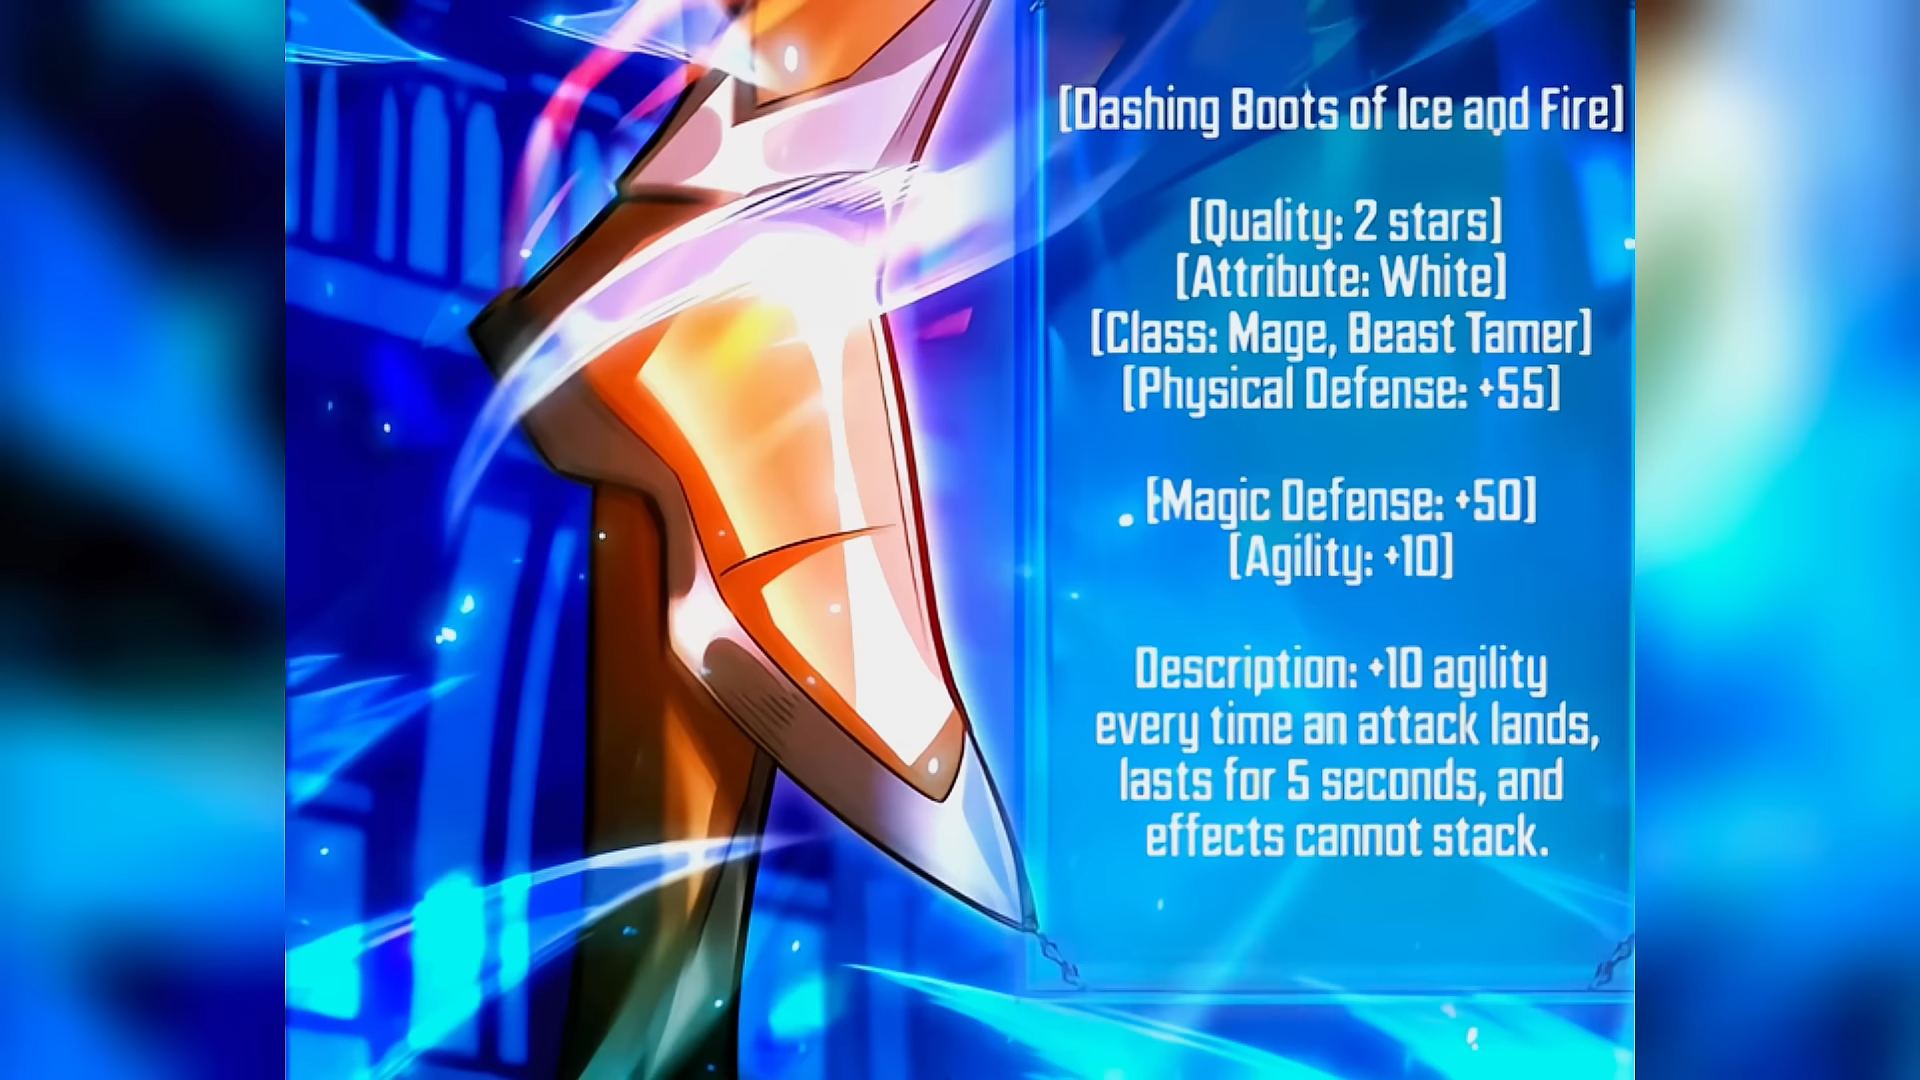 [Dashing Boots of Ice and Fire]
[Quality: 2 stars]
[Attribute: White]
[Class: Mage, Beast Tamer]
[Physical Defense: +55]
[Magic Defense: +50]
[Agility: +10]
Description: +10 agility
every time an attack lands,
lasts for 5 seconds, and
effects cannot stack.